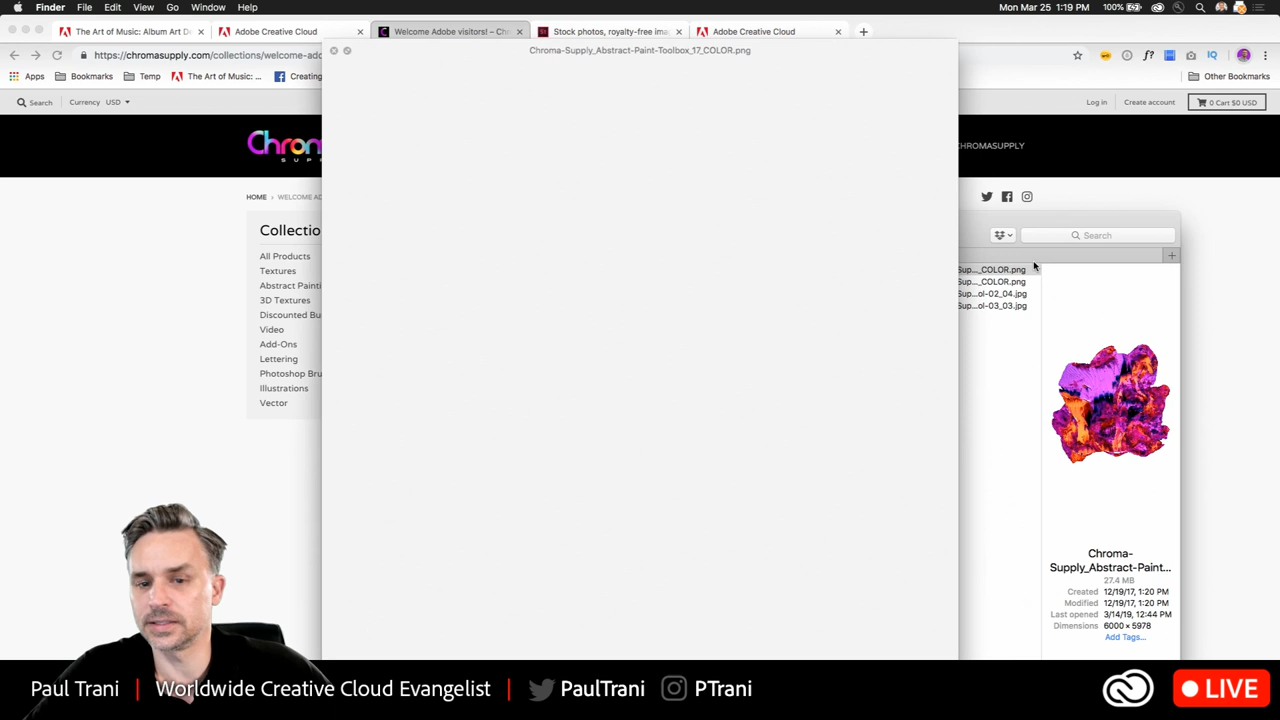 Finder File Edit View Go Window Help
100% Mon Mar 25 1:19 PM
The Art of Music: Album Art De
Adobe Creative Cloud
Welcome Adobe visitors! – Chr
Stock photos, royalty-free ima
Adobe Creative Cloud
https://chromasupply.com/collections/welcome-ado
Chroma-Supply_Abstract-Paint-Toolbox_17_COLOR.png
Apps Bookmarks Temp The Art of Music: ... Creating
Other Bookmarks
Search Currency USD
Log in Create account 0 Cart $0 USD
Chrom
SUP
CHROMASUPPLY
HOME › WELCOME AD
Collectio
All Products
Textures
Abstract Painti
3D Textures
Discounted Bu
Video
Add-Ons
Lettering
Photoshop Bru
Illustrations
Vector
Search
Sup..._COLOR.png
Sup..._COLOR.png
Sup...ol-02_04.jpg
Sup...ol-03_03.jpg
Chroma-
Supply_Abstract-Paint...
27.4 MB
Created 12/19/17, 1:20 PM
Modified 12/19/17, 1:20 PM
Last opened 3/14/19, 12:44 PM
Dimensions 6000 × 5978
Add Tags...
Paul Trani | Worldwide Creative Cloud Evangelist | PaulTrani PTrani
LIVE